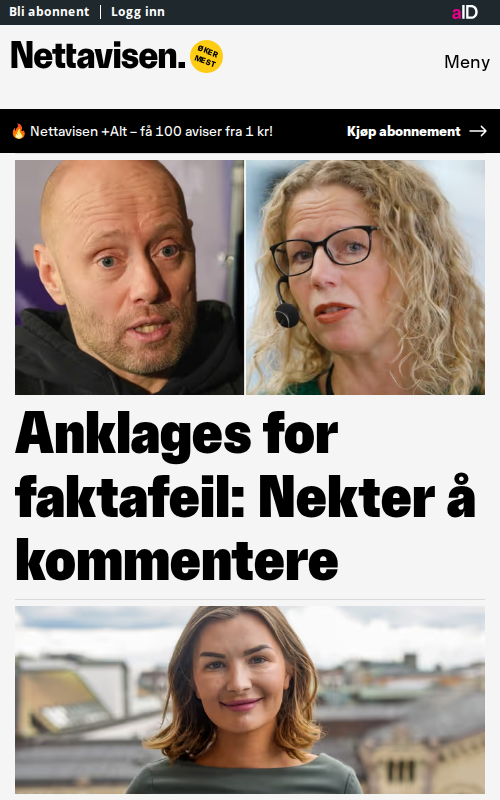 Bli abonnent | Logg inn
aID
Nettavisen.
ØKER
MEST
Meny
🔥 Nettavisen +Alt – få 100 aviser fra 1 kr!
Kjøp abonnement →
Anklages for
faktafeil: Nekter å
kommentere